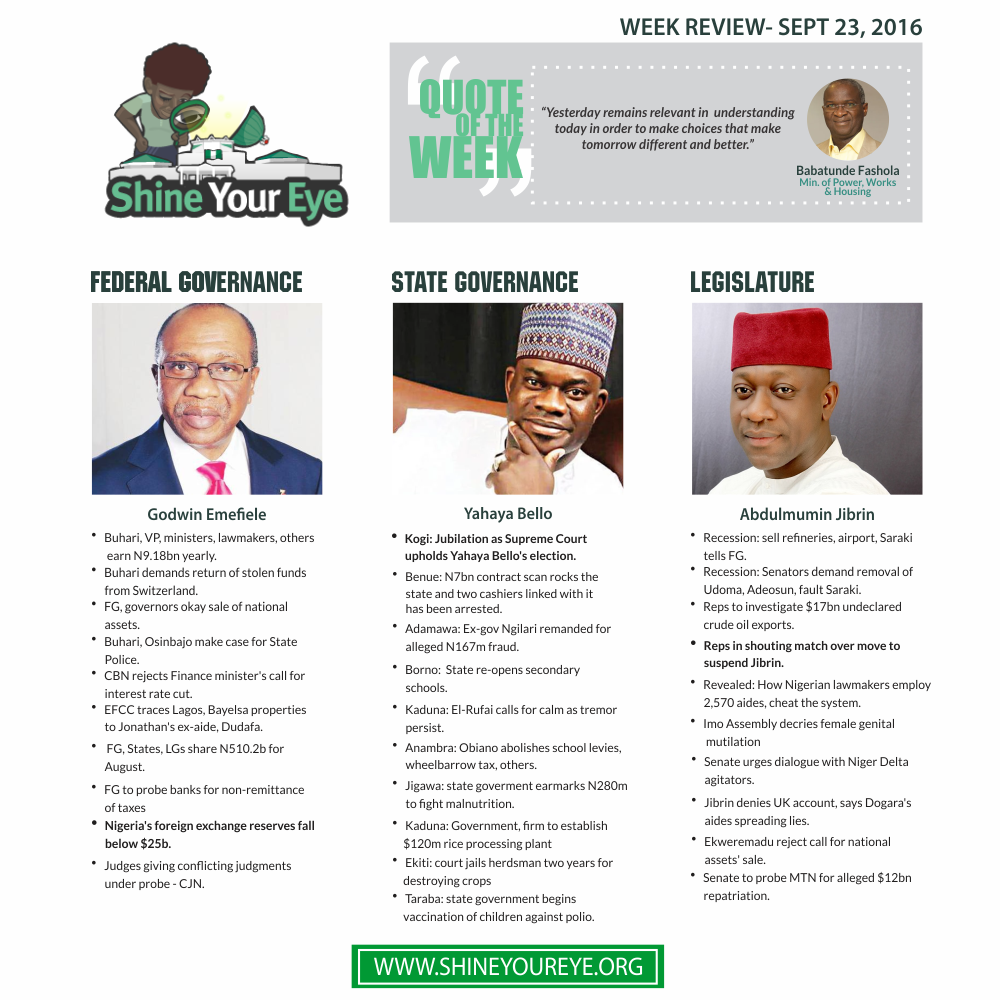 WEEK REVIEW- SEPT 23, 2016
Shine Your Eye
“
QUOTE
OF THE
WEEK
”
“Yesterday remains relevant in understanding
today in order to make choices that make
tomorrow different and better.”
Babatunde Fashola
Min. of Power, Works
& Housing
FEDERAL GOVERNANCE
Godwin Emefiele
• Buhari, VP, ministers, lawmakers, others
earn N9.18bn yearly.
• Buhari demands return of stolen funds
from Switzerland.
• FG, governors okay sale of national
assets.
• Buhari, Osinbajo make case for State
Police.
• CBN rejects Finance minister's call for
interest rate cut.
• EFCC traces Lagos, Bayelsa properties
to Jonathan's ex-aide, Dudafa.
• FG, States, LGs share N510.2b for
August.
• FG to probe banks for non-remittance
of taxes
• Nigeria's foreign exchange reserves fall
below $25b.
• Judges giving conflicting judgments
under probe - CJN.
STATE GOVERNANCE
Yahaya Bello
• Kogi: Jubilation as Supreme Court
upholds Yahaya Bello's election.
• Benue: N7bn contract scan rocks the
state and two cashiers linked with it
has been arrested.
• Adamawa: Ex-gov Ngilari remanded for
alleged N167m fraud.
• Borno: State re-opens secondary
schools.
• Kaduna: El-Rufai calls for calm as tremor
persist.
• Anambra: Obiano abolishes school levies,
wheelbarrow tax, others.
• Jigawa: state goverment earmarks N280m
to fight malnutrition.
• Kaduna: Government, firm to establish
$120m rice processing plant
• Ekiti: court jails herdsman two years for
destroying crops
• Taraba: state government begins
vaccination of children against polio.
LEGISLATURE
Abdulmumin Jibrin
• Recession: sell refineries, airport, Saraki
tells FG.
• Recession: Senators demand removal of
Udoma, Adeosun, fault Saraki.
• Reps to investigate $17bn undeclared
crude oil exports.
• Reps in shouting match over move to
suspend Jibrin.
• Revealed: How Nigerian lawmakers employ
2,570 aides, cheat the system.
• Imo Assembly decries female genital
mutilation
• Senate urges dialogue with Niger Delta
agitators.
• Jibrin denies UK account, says Dogara's
aides spreading lies.
• Ekweremadu reject call for national
assets' sale.
• Senate to probe MTN for alleged $12bn
repatriation.
WWW.SHINEYOUREYE.ORG